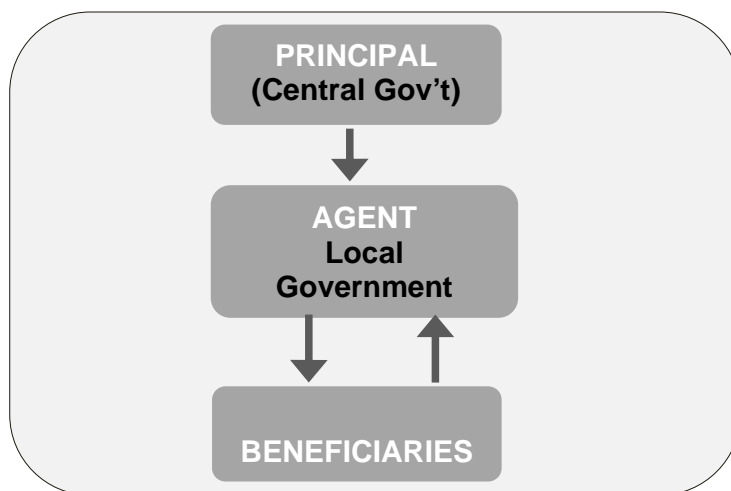 PRINCIPAL
(Central Gov’t)
AGENT
Local
Government
BENEFICIARIES